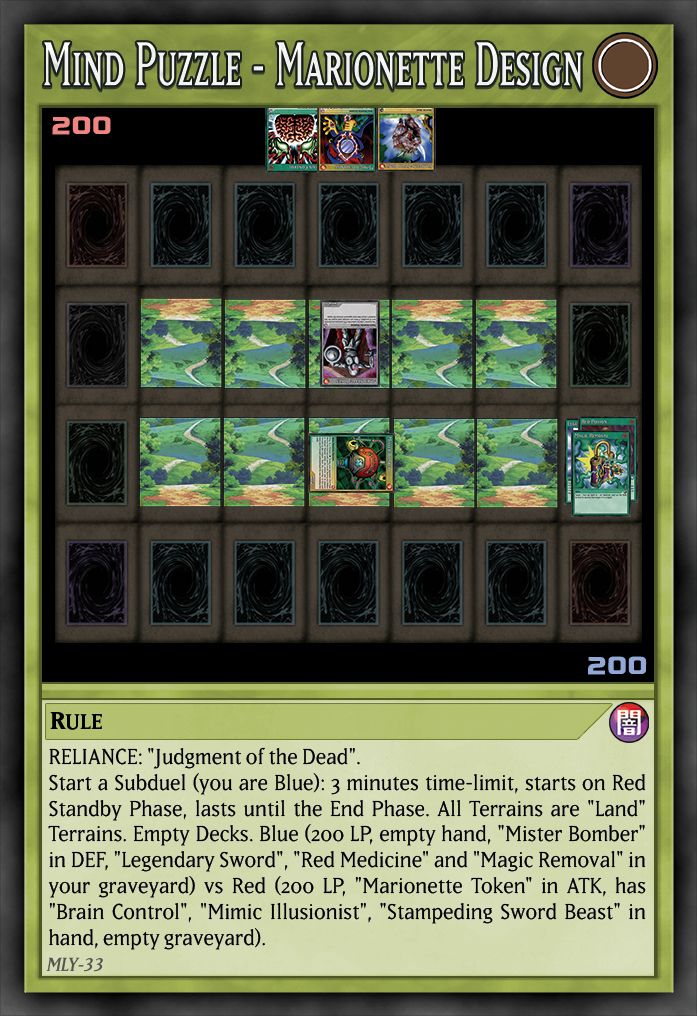 MIND PUZZLE - MARIONETTE DESIGN
200
200
RULE
闇
RELIANCE: "Judgment of the Dead".
Start a Subduel (you are Blue): 3 minutes time-limit, starts on Red
Standby Phase, lasts until the End Phase. All Terrains are "Land"
Terrains. Empty Decks. Blue (200 LP, empty hand, "Mister Bomber"
in DEF, "Legendary Sword", "Red Medicine" and "Magic Removal" in
your graveyard) vs Red (200 LP, "Marionette Token" in ATK, has
"Brain Control", "Mimic Illusionist", "Stampeding Sword Beast" in
hand, empty graveyard).
MLY-33